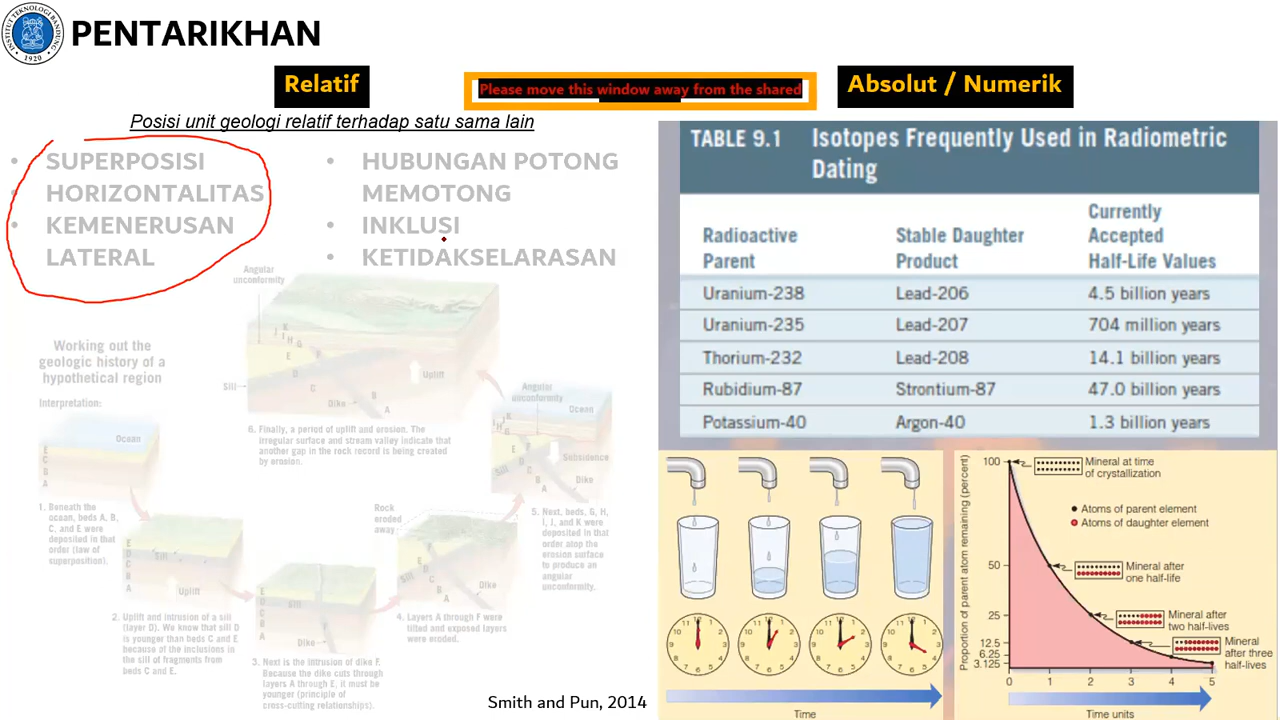 INSTITUT TEKNOLOGI BANDUNG
1920
PENTARIKHAN
Relatif
Please move this window away from the shared
Absolut / Numerik
Posisi unit geologi relatif terhadap satu sama lain
• SUPERPOSISI
• HORIZONTALITAS
• KEMENERUSAN
LATERAL
• HUBUNGAN POTONG
MEMOTONG
• INKLUSI
• KETIDAKSELARASAN
Working out the
geologic history of a
hypothetical region
Interpretation:
Ocean
E
C
B
A
1. Beneath the
ocean, beds A, B,
C, and E were
deposited in that
order (law of
superposition).
Sill
Uplift
2. Uplift and intrusion of a sill
(layer D). We know that sill D
is younger than beds C and E
because of the inclusions in
the sill of fragments from
beds C and E.
Sill
Dike
3. Next is the intrusion of dike F.
Because the dike cuts through
layers A through E, it must be
younger (principle of
cross-cutting relationships).
Rock
eroded
away
Sill
Dike
4. Layers A through F were
tilted and exposed layers
were eroded.
Angular
unconformity
Ocean
Subsidence
Sill
Dike
5. Next, beds, G, H,
I, J, and K were
deposited in that
order atop the
erosion surface
to produce an
angular
unconformity.
Angular
unconformity
Sill
Dike
Uplift
6. Finally, a period of uplift and erosion. The
irregular surface and stream valley indicate that
another gap in the rock record is being created
by erosion.
Smith and Pun, 2014
TABLE 9.1 Isotopes Frequently Used in Radiometric
Dating
Radioactive Parent Stable Daughter Product Currently Accepted Half-Life Values
Uranium-238 Lead-206 4.5 billion years
Uranium-235 Lead-207 704 million years
Thorium-232 Lead-208 14.1 billion years
Rubidium-87 Strontium-87 47.0 billion years
Potassium-40 Argon-40 1.3 billion years
Time
Proportion of parent atom remaining (percent)
100
50
25
12.5
6.25
3.125
Mineral at time
of crystallization
• Atoms of parent element
Atoms of daughter element
Mineral after
one half-life
Mineral after
two half-lives
Mineral
after three
half-lives
0 1 2 3 4 5
Time units